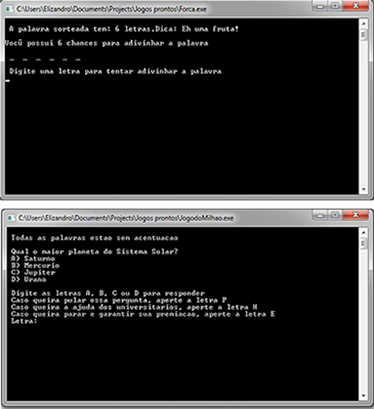 C:\Users\Elizandro\Documents\Projects\Jogos prontos\Forca.exe
A palavra sorteada tem: 6 letras.Dica: Eh uma fruta!
Você possui 6 chances para adivinhar a palavra
_ _ _ _ _ _
Digite uma letra para tentar adivinhar a palavra
C:\Users\Elizandro\Documents\Projects\Jogos prontos\JogodoMilhao.exe
Todas as palavras estao sem acentuacao
Qual o maior planeta do Sistema Solar?
A) Saturno
B) Mercurio
C) Jupiter
D) Urano
Digite as letras A, B, C ou D para responder
Caso queira pular essa pergunta, aperte a letra P
Caso queira a ajuda dos universitarios, aperte a letra H
Caso queira parar e garantir sua premiacao, aperte a letra E
Letra: